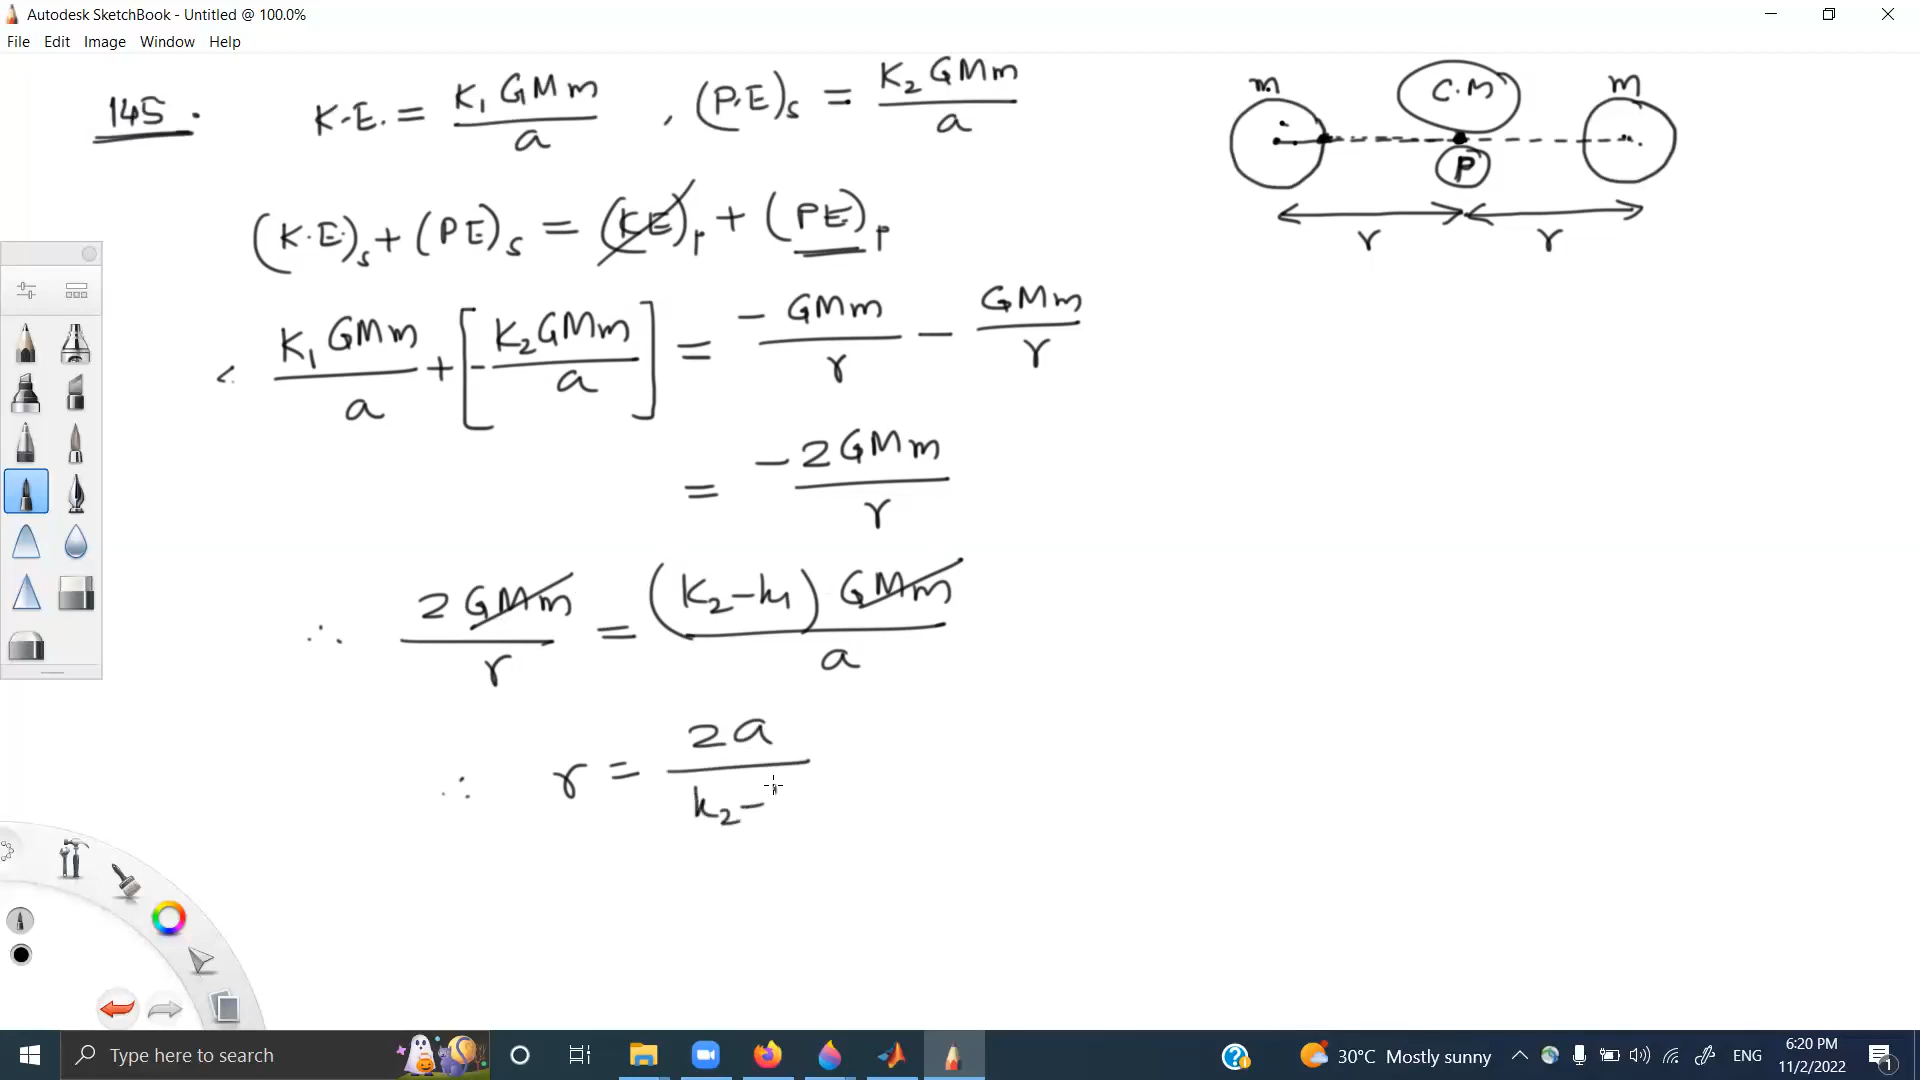 Autodesk SketchBook - Untitled @ 100.0%
File Edit Image Window Help
145.
K.E. = K₁GMm/a , (P.E)ₛ = K₂GMm/a
(K.E)ₛ + (PE)ₛ = (KE)ₚ + (PE)ₚ
K₁GMm/a + [-K₂GMm/a] = -GMm/r - GMm/r
= -2GMm/r
∴ 2GMm/r = (K₂-k₁)GMm/a
∴ r = 2a/k₂-
m C.M m
P
r r
Type here to search
30°C Mostly sunny
ENG
6:20 PM
11/2/2022
1